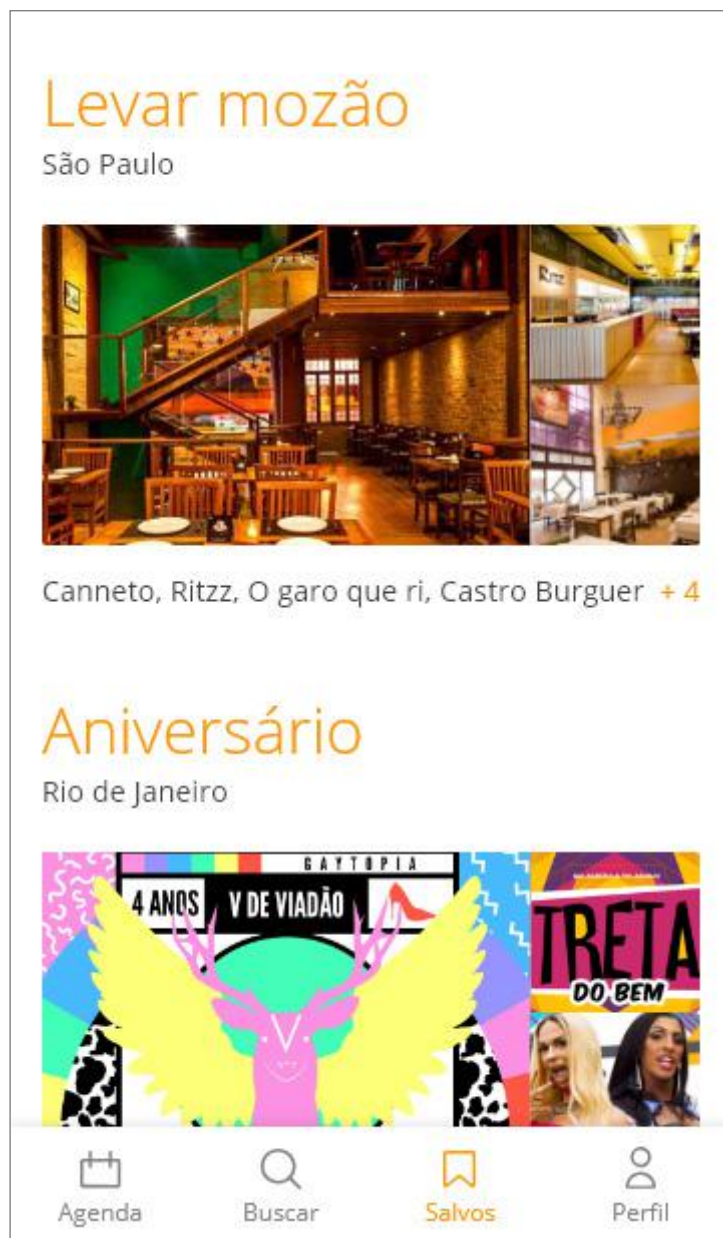 Levar mozão
São Paulo
Ritzz
Canneto, Ritzz, O garo que ri, Castro Burguer + 4
Aniversário
Rio de Janeiro
GAYTOPIA
4 ANOS V DE VIADÃO
V
TRETA
DO BEM
Agenda Buscar Salvos Perfil